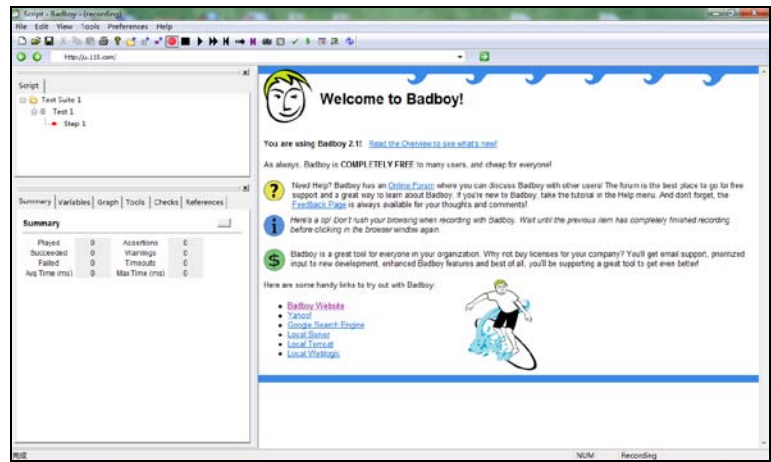 Script - Badboy - (recording)
File Edit View Tools Preferences Help
http://u.115.com/
Script
Test Suite 1
Test 1
Step 1
Summary Variables Graph Tools Checks References
Summary
Played 0 Assertions 0
Succeeded 0 Warnings 0
Failed 0 Timeouts 0
Avg Time (ms) 0 Max Time (ms) 0
Welcome to Badboy!
You are using Badboy 2.1! Read the Overview to see what's new!
As always, Badboy is COMPLETELY FREE to many users, and cheap for everyone!
Need Help? Badboy has an Online Forum where you can discuss Badboy with other users! The forum is the best place to go for free
support and a great way to learn about Badboy. If you're new to Badboy, take the tutorial in the Help menu. And don't forget, the
Feedback Page is always available for your thoughts and comments!
Here's a tip! Don't rush your browsing when recording with Badboy. Wait until the previous item has completely finished recording
before clicking in the browser window again.
Badboy is a great tool for everyone in your organization. Why not buy licenses for your company? You'll get email support, prioritized
input to new development, enhanced Badboy features and best of all, you'll be supporting a great tool to get even better!
Here are some handy links to try out with Badboy:
Badboy Website
Yahoo!
Google Search Engine
Local Server
Local Tomcat
Local Weblogic
完成
NUM Recording